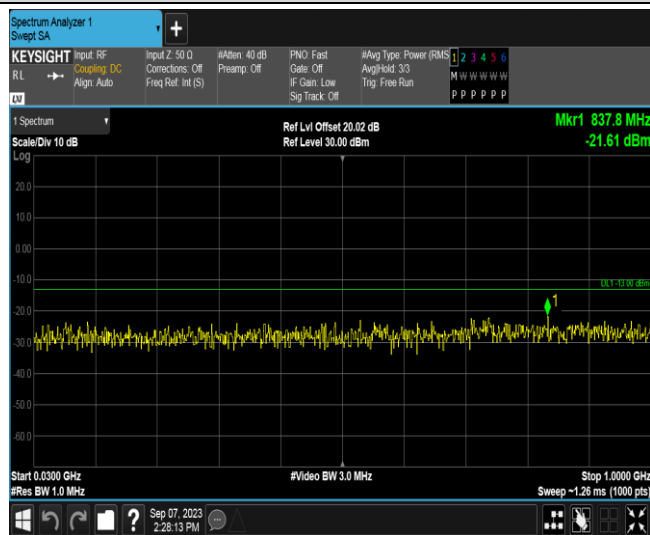 Spectrum Analyzer 1
Swept SA
KEYSIGHT
RL
LXI
Input: RF
Coupling: DC
Align: Auto
Input Z: 50 Ω
Corrections: Off
Freq Ref: Int (S)
#Atten: 40 dB
Preamp: Off
PNO: Fast
Gate: Off
IF Gain: Low
Sig Track: Off
#Avg Type: Power (RMS
Avg|Hold: 3/3
Trig: Free Run
1 2 3 4 5 6
M W W W W W
P P P P P P
1 Spectrum
Scale/Div 10 dB
Log
Ref Lvl Offset 20.02 dB
Ref Level 30.00 dBm
Mkr1 837.8 MHz
-21.61 dBm
20.0
10.0
0.00
-10.0
DL1 -13.00 dBm
-20.0
1
-30.0
-40.0
-50.0
-60.0
Start 0.0300 GHz
#Res BW 1.0 MHz
#Video BW 3.0 MHz
Stop 1.0000 GHz
Sweep ~1.26 ms (1000 pts)
?
Sep 07, 2023
2:28:13 PM